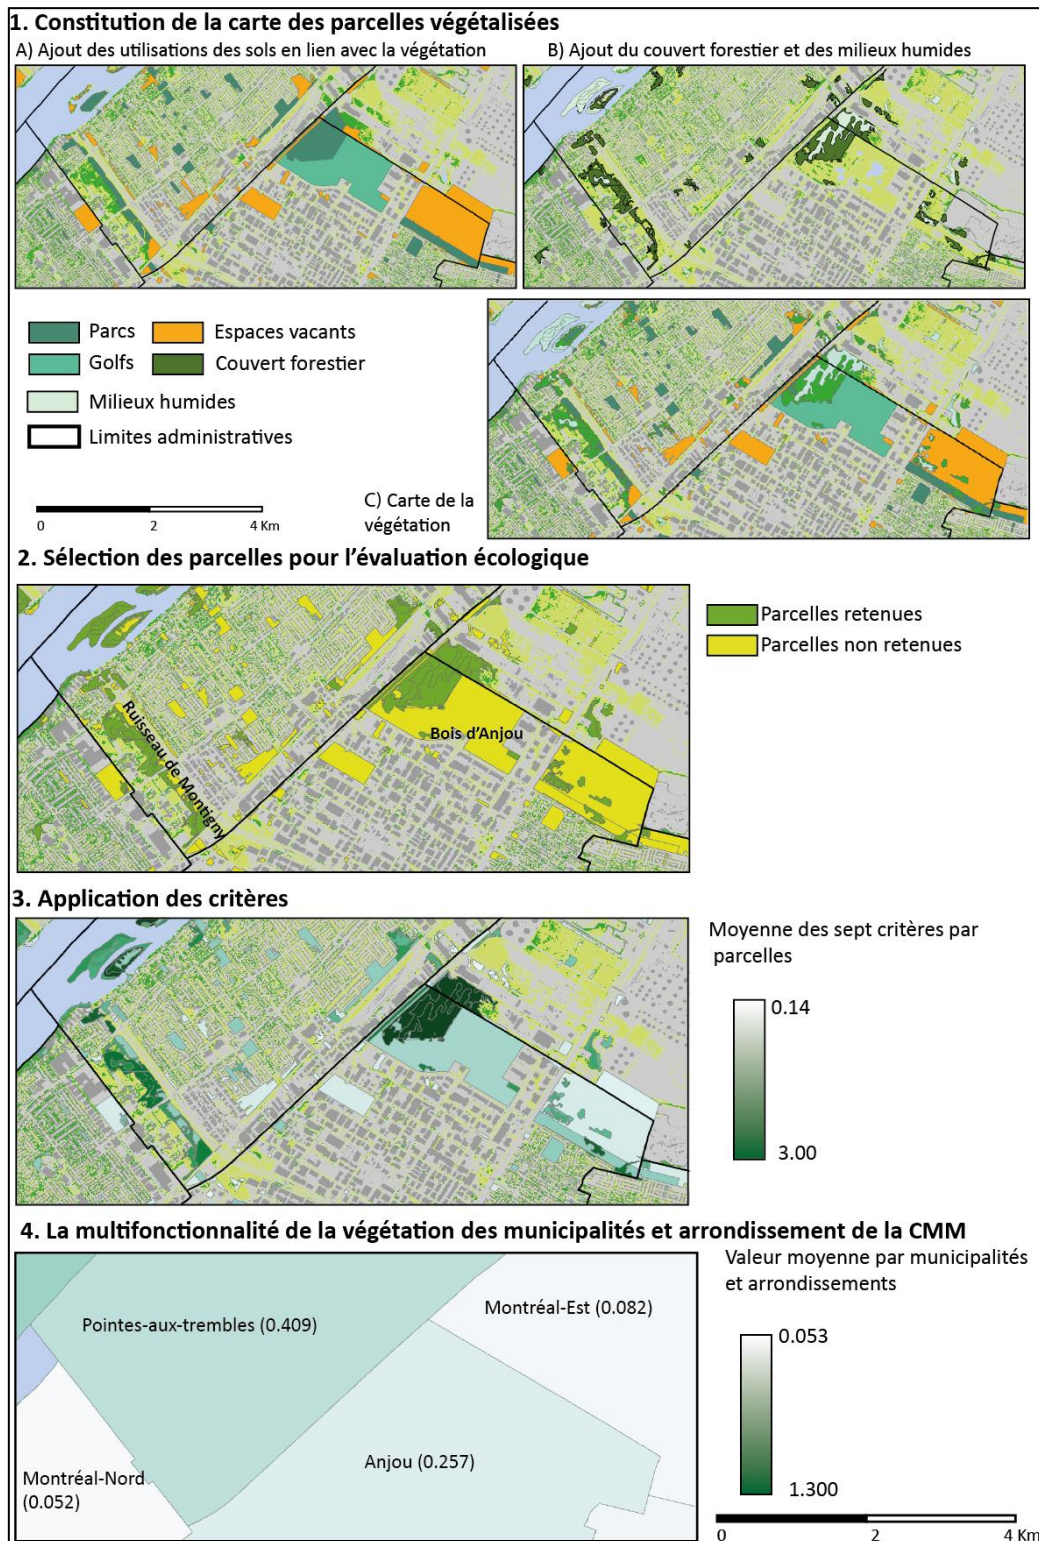 1. Constitution de la carte des parcelles végétalisées
A) Ajout des utilisations des sols en lien avec la végétation
B) Ajout du couvert forestier et des milieux humides
Parcs
Espaces vacants
Golfs
Couvert forestier
Milieux humides
Limites administratives
0 2 4 Km
C) Carte de la
végétation
2. Sélection des parcelles pour l'évaluation écologique
Parcelles retenues
Parcelles non retenues
Ruisseau de Montigny
Bois d'Anjou
3. Application des critères
Moyenne des sept critères par
parcelles
0.14
3.00
4. La multifonctionnalité de la végétation des municipalités et arrondissement de la CMM
Valeur moyenne par municipalités
et arrondissements
Montréal-Est (0.082)
Pointes-aux-trembles (0.409)
0.053
Anjou (0.257)
Montréal-Nord
(0.052)
1.300
0 2 4 Km